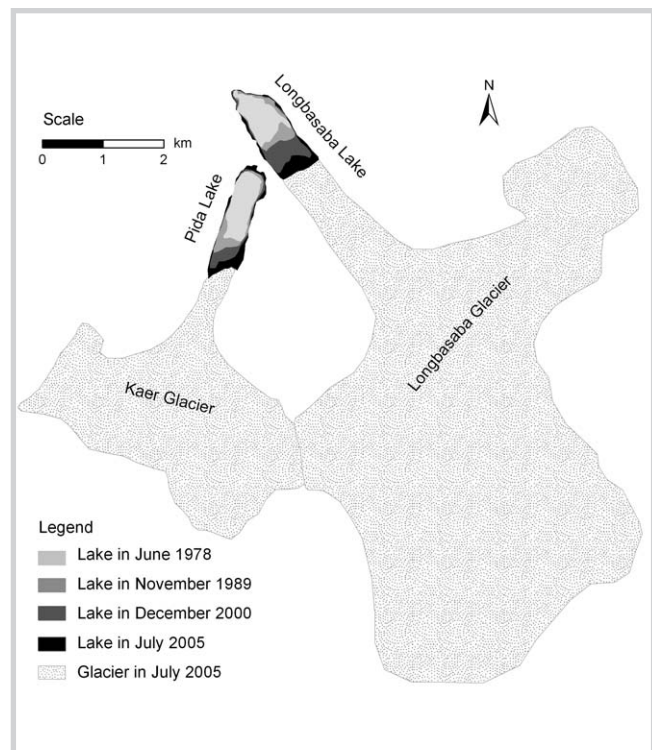 Longbasaba Lake
N
Scale
0 1 2 km
Pida Lake
Longbasaba Glacier
Kaer Glacier
Legend
Lake in June 1978
Lake in November 1989
Lake in December 2000
Lake in July 2005
Glacier in July 2005